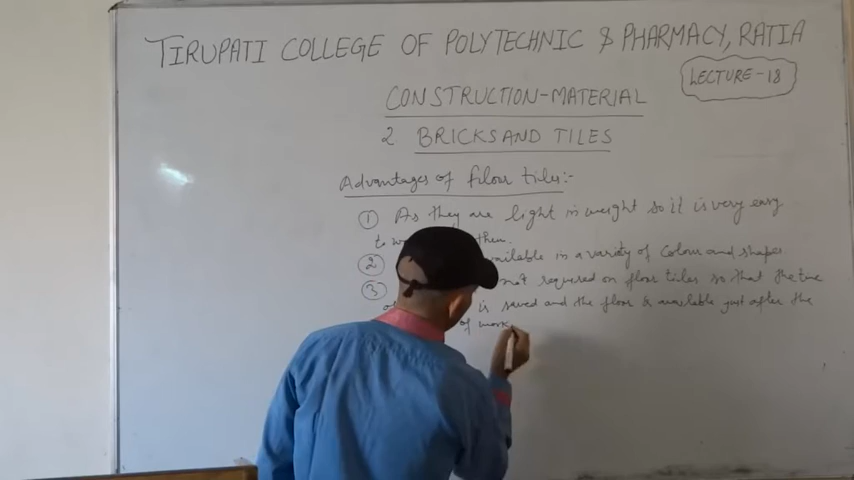 TIRUPATI COLLEGE OF POLYTECHNIC & PHARMACY, RATIA
LECTURE-18
CONSTRUCTION-MATERIAL
2 BRICKS AND TILES
Advantages of filour tiles:-
① As they are light in weight so it is very easy
to them.
② available in a variety of Colour and shapes
③ not required on floor tiles so that the time
is saved and the floor is available just after the
of work